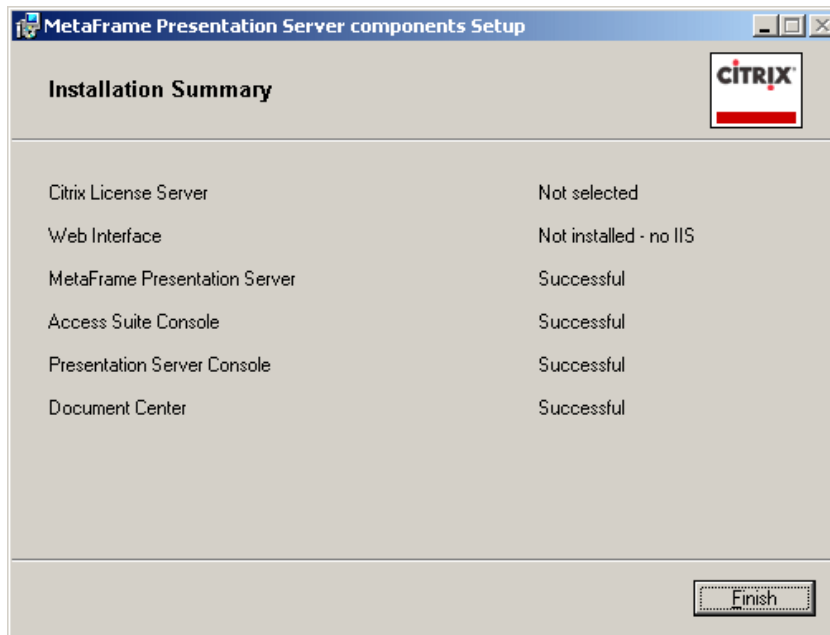 MetaFrame Presentation Server components Setup
Installation Summary
CITRIX
Citrix License Server Not selected
Web Interface Not installed - no IIS
MetaFrame Presentation Server Successful
Access Suite Console Successful
Presentation Server Console Successful
Document Center Successful
Finish